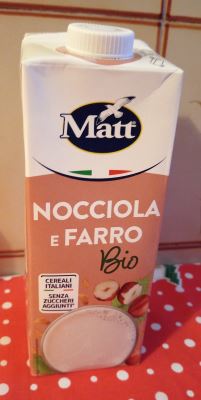 Matt
NOCCIOLA
E FARRO
Bio
CEREALI
ITALIANI
SENZA
ZUCCHERI
AGGIUNTI*